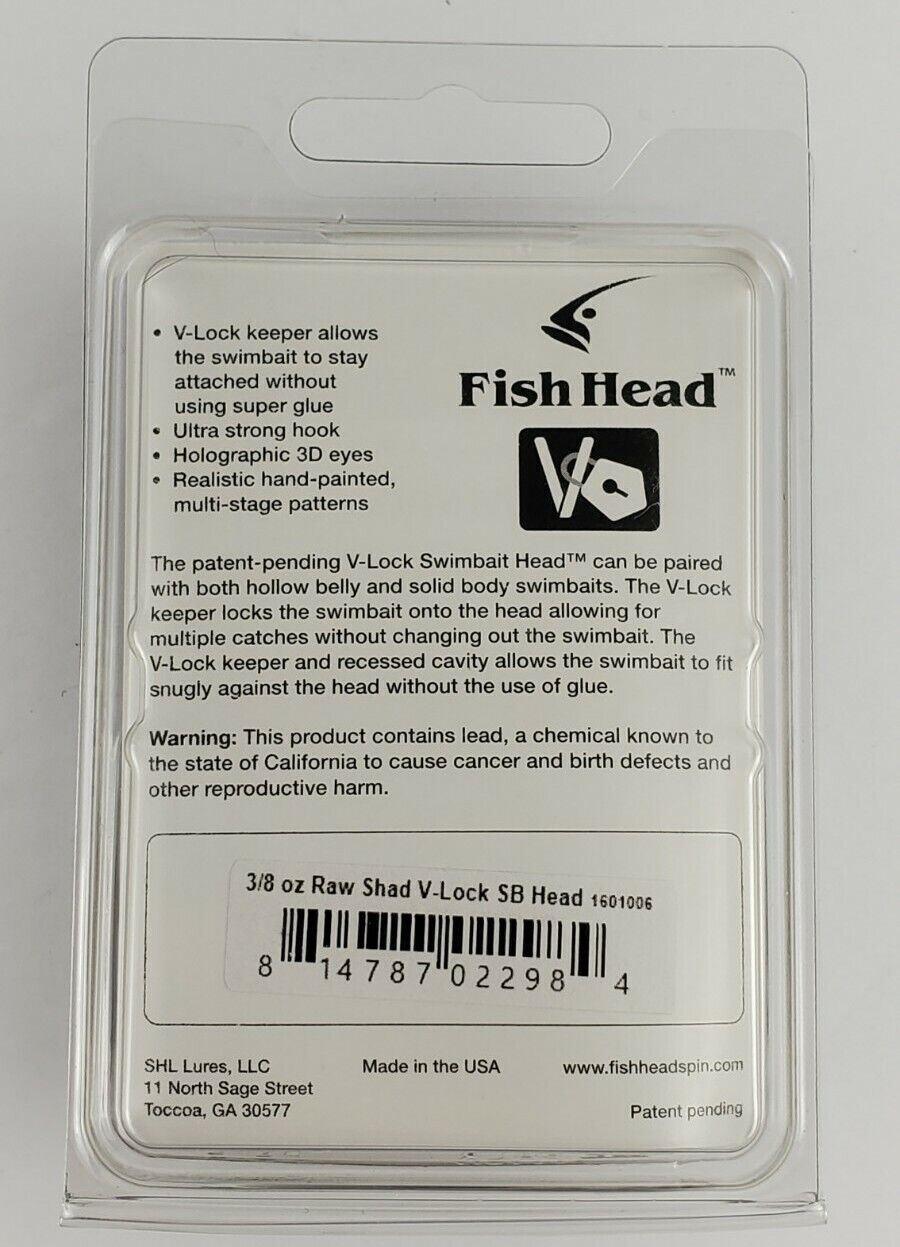 • V-Lock keeper allows
the swimbait to stay
attached without
using super glue
• Ultra strong hook
• Holographic 3D eyes
• Realistic hand-painted,
multi-stage patterns
Fish Head™
The patent-pending V-Lock Swimbait Head™ can be paired
with both hollow belly and solid body swimbaits. The V-Lock
keeper locks the swimbait onto the head allowing for
multiple catches without changing out the swimbait. The
V-Lock keeper and recessed cavity allows the swimbait to fit
snugly against the head without the use of glue.
Warning: This product contains lead, a chemical known to
the state of California to cause cancer and birth defects and
other reproductive harm.
3/8 oz Raw Shad V-Lock SB Head 1601006
8 14787 02298 4
SHL Lures, LLC
11 North Sage Street
Toccoa, GA 30577
Made in the USA
www.fishheadspin.com
Patent pending